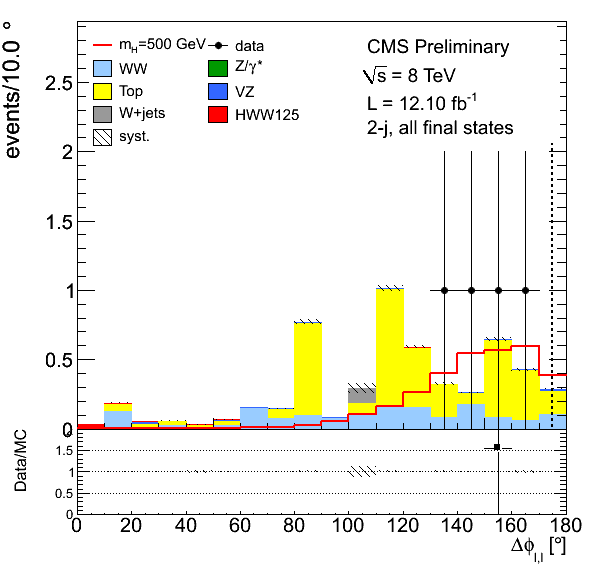 events/10.0 °
m_H=500 GeV
data
WW
Z/γ*
Top
VZ
W+jets
HWW125
syst.
CMS Preliminary
√s = 8 TeV
L = 12.10 fb⁻¹
2-j, all final states
2.5
2
1.5
1
0.5
0
Data/MC
1.5
1
0.5
0
0 20 40 60 80 100 120 140 160 180
Δϕ_l,l [°]